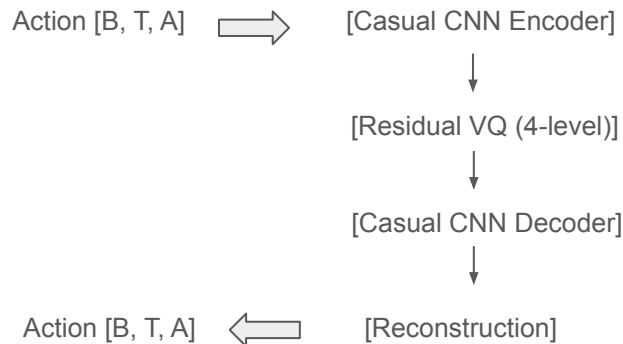 Action [B, T, A] [Casual CNN Encoder]
[Residual VQ (4-level)]
[Casual CNN Decoder]
Action [B, T, A] [Reconstruction]